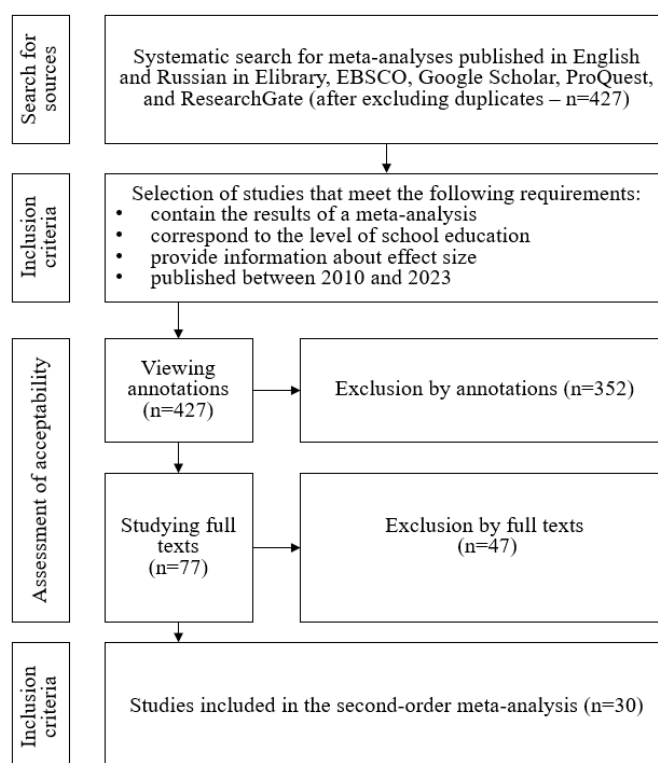 Search for
sources
Systematic search for meta-analyses published in English
and Russian in Elibrary, EBSCO, Google Scholar, ProQuest,
and ResearchGate (after excluding duplicates – n=427)
Inclusion
criteria
Selection of studies that meet the following requirements:
• contain the results of a meta-analysis
• correspond to the level of school education
• provide information about effect size
• published between 2010 and 2023
Assessment of acceptability
Viewing
annotations
(n=427)
Exclusion by annotations (n=352)
Studying full
texts
(n=77)
Exclusion by full texts
(n=47)
Inclusion
criteria
Studies included in the second-order meta-analysis (n=30)